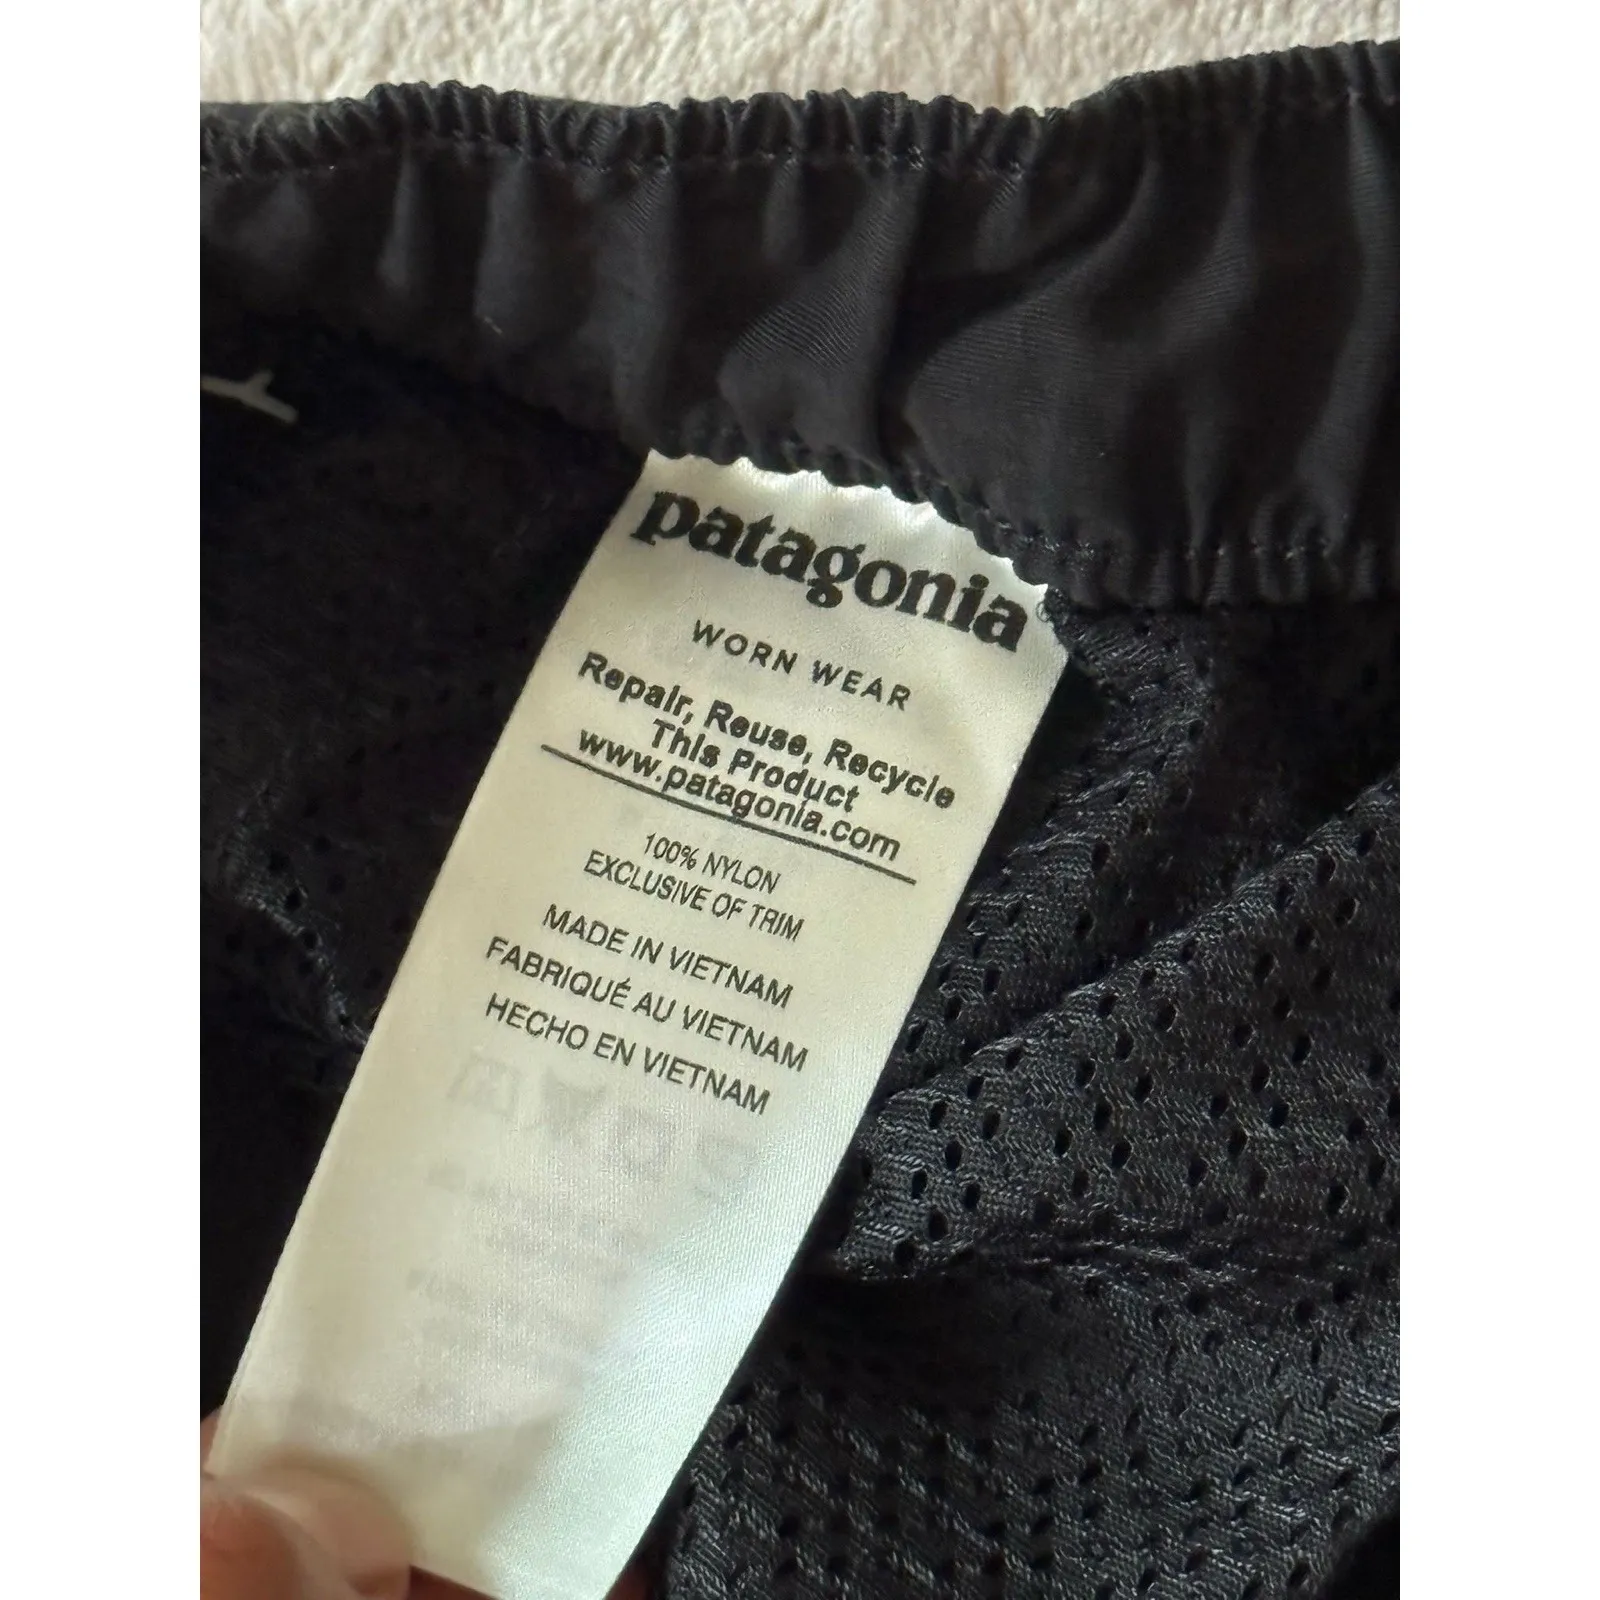 patagonia
WORN WEAR
Repair, Reuse, Recycle
This Product
www.patagonia.com
100% NYLON
EXCLUSIVE OF TRIM
MADE IN VIETNAM
FABRIQUÉ AU VIETNAM
HECHO EN VIETNAM